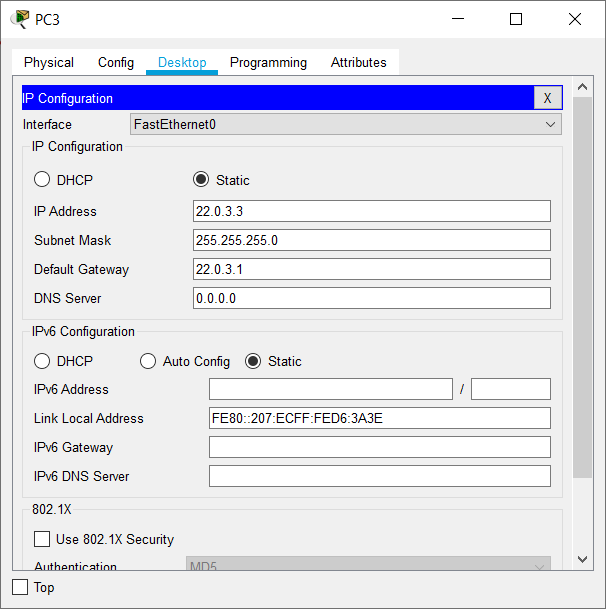 PC3
Physical Config Desktop Programming Attributes
IP Configuration X
Interface FastEthernet0
IP Configuration
DHCP Static
IP Address 22.0.3.3
Subnet Mask 255.255.255.0
Default Gateway 22.0.3.1
DNS Server 0.0.0.0
IPv6 Configuration
DHCP Auto Config Static
IPv6 Address /
Link Local Address FE80::207:ECFF:FED6:3A3E
IPv6 Gateway
IPv6 DNS Server
802.1X
Use 802.1X Security
Authentication MD5
Top